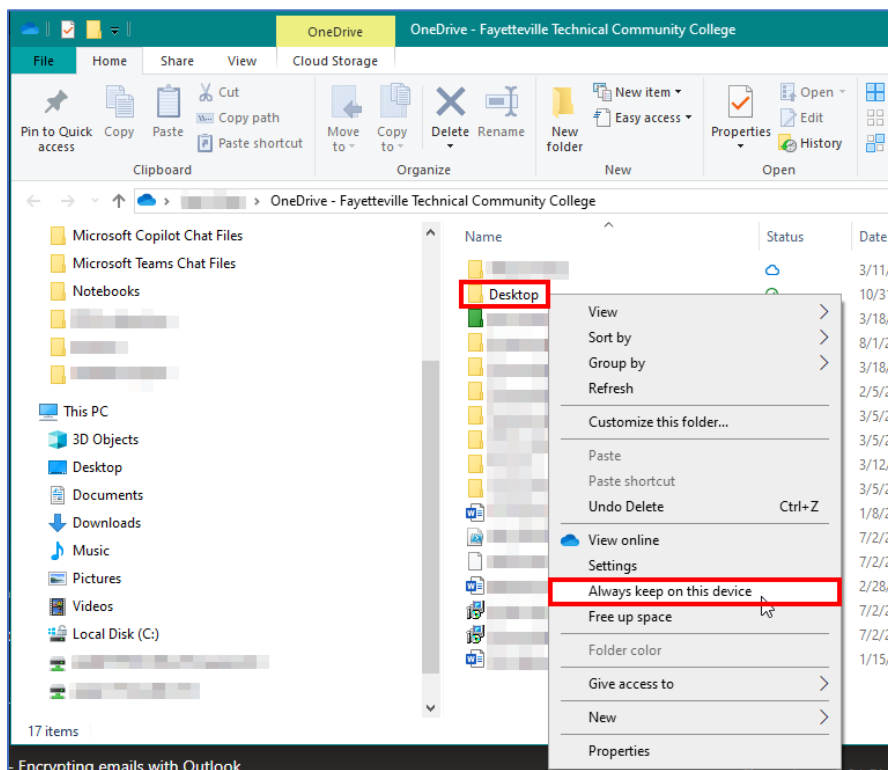 OneDrive
OneDrive - Fayetteville Technical Community College
File
Home
Share
View
Cloud Storage
Pin to Quick access
Copy
Paste
Cut
Copy path
Paste shortcut
Clipboard
Move to
Copy to
Delete
Rename
Organize
New folder
New item
Easy access
New
Properties
Open
Edit
History
Open
OneDrive - Fayetteville Technical Community College
Microsoft Copilot Chat Files
Microsoft Teams Chat Files
Notebooks
This PC
3D Objects
Desktop
Documents
Downloads
Music
Pictures
Videos
Local Disk (C:)
Name
Status
Date
3/11/
Desktop
10/31
3/18/
8/1/2
3/18/
2/5/2
3/5/2
3/5/2
3/12/
3/5/2
1/8/2
7/2/2
7/2/2
2/28/
7/2/2
7/2/2
1/15/
View
Sort by
Group by
Refresh
Customize this folder...
Paste
Paste shortcut
Undo Delete Ctrl+Z
View online
Settings
Always keep on this device
Free up space
Folder color
Give access to
New
Properties
17 items
- Encrypting emails with Outlook